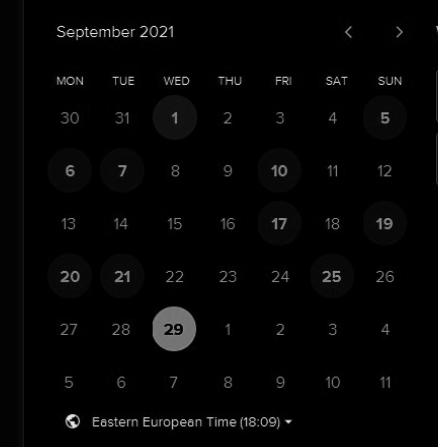 September 2021 < >
MON TUE WED THU FRI SAT SUN
30 31 1 2 3 4 5
6 7 8 9 10 11 12
13 14 15 16 17 18 19
20 21 22 23 24 25 26
27 28 29 1 2 3 4
5 6 7 8 9 10 11
Eastern European Time (18:09)